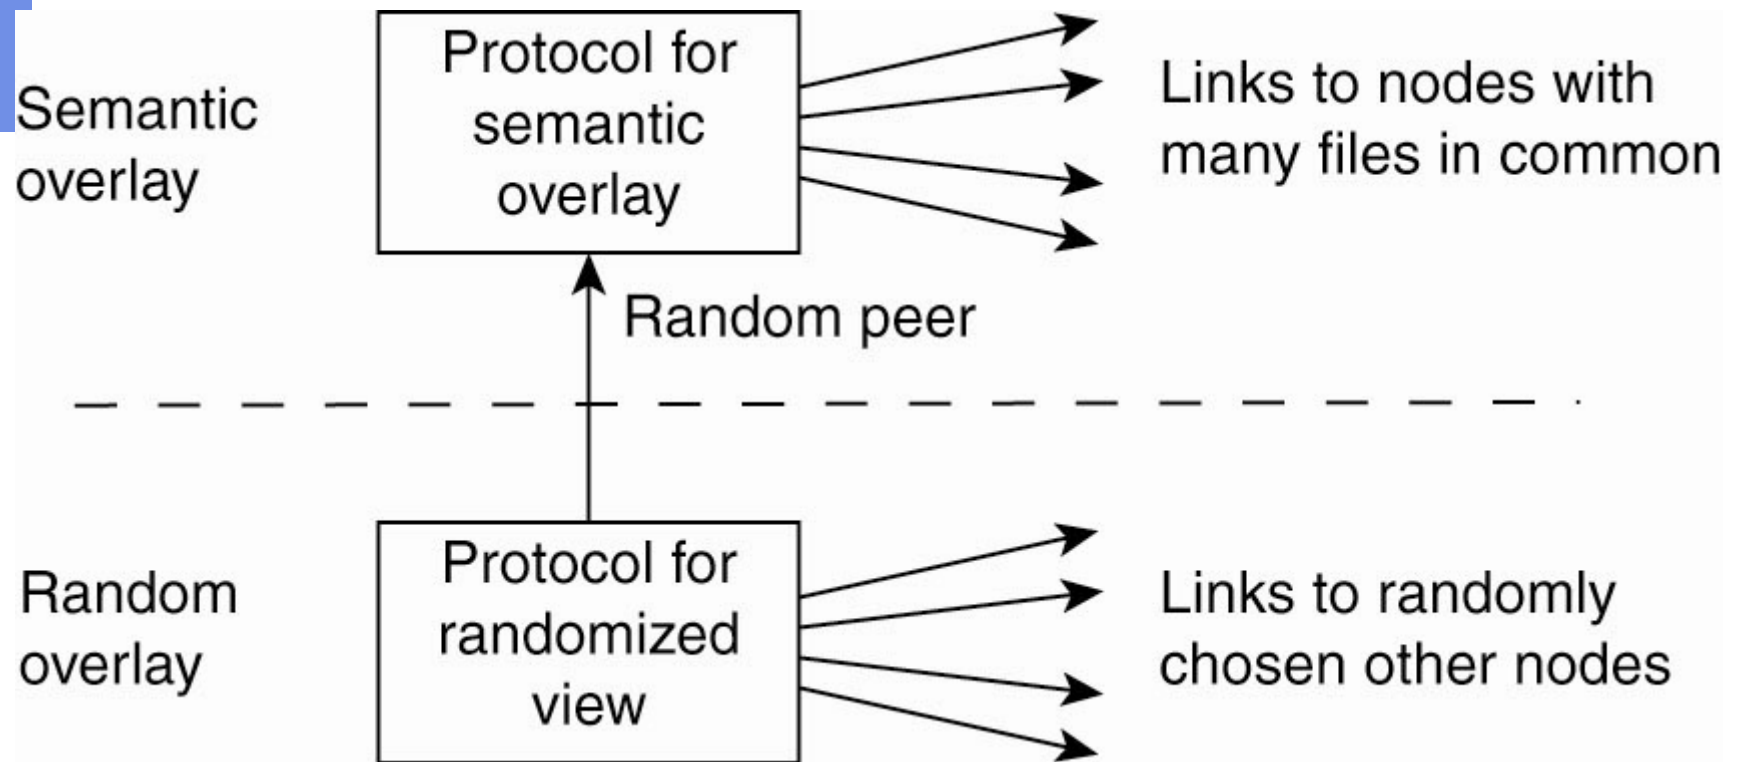 Semantic
overlay
Protocol for
semantic
overlay
Links to nodes with
many files in common
Random peer
Random
overlay
Protocol for
randomized
view
Links to randomly
chosen other nodes